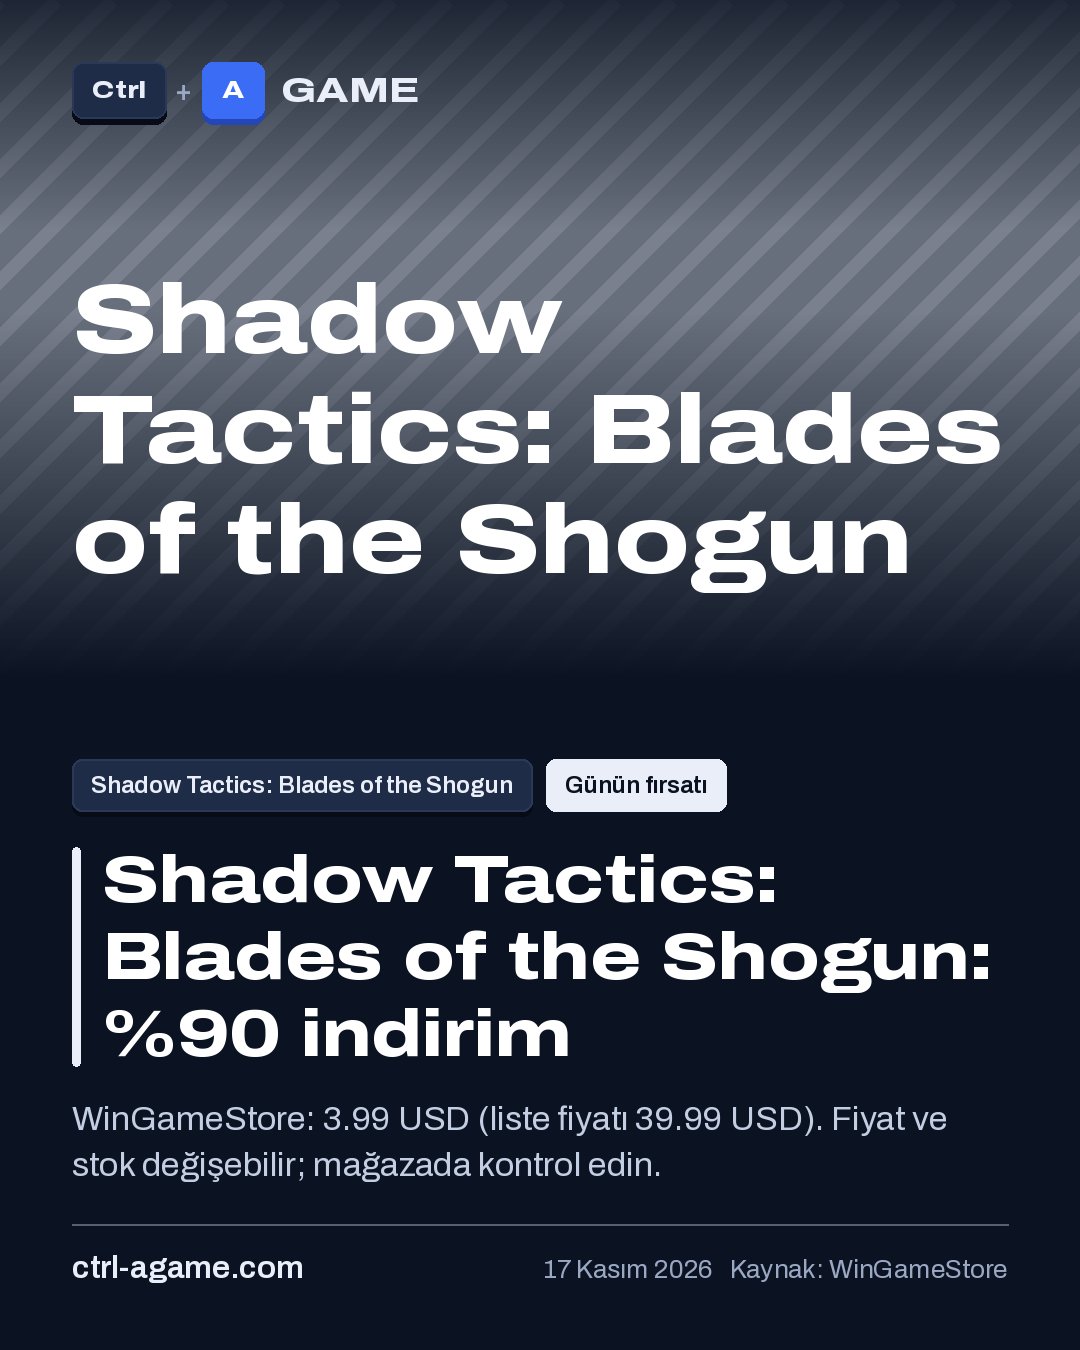 Ctrl + A GAME
Shadow
Tactics: Blades
of the Shogun
Shadow Tactics: Blades of the Shogun Günün fırsatı
Shadow Tactics:
Blades of the Shogun:
%90 indirim
WinGameStore: 3.99 USD (liste fiyatı 39.99 USD). Fiyat ve
stok değişebilir; mağazada kontrol edin.
ctrl-agame.com 17 Kasım 2026 Kaynak: WinGameStore